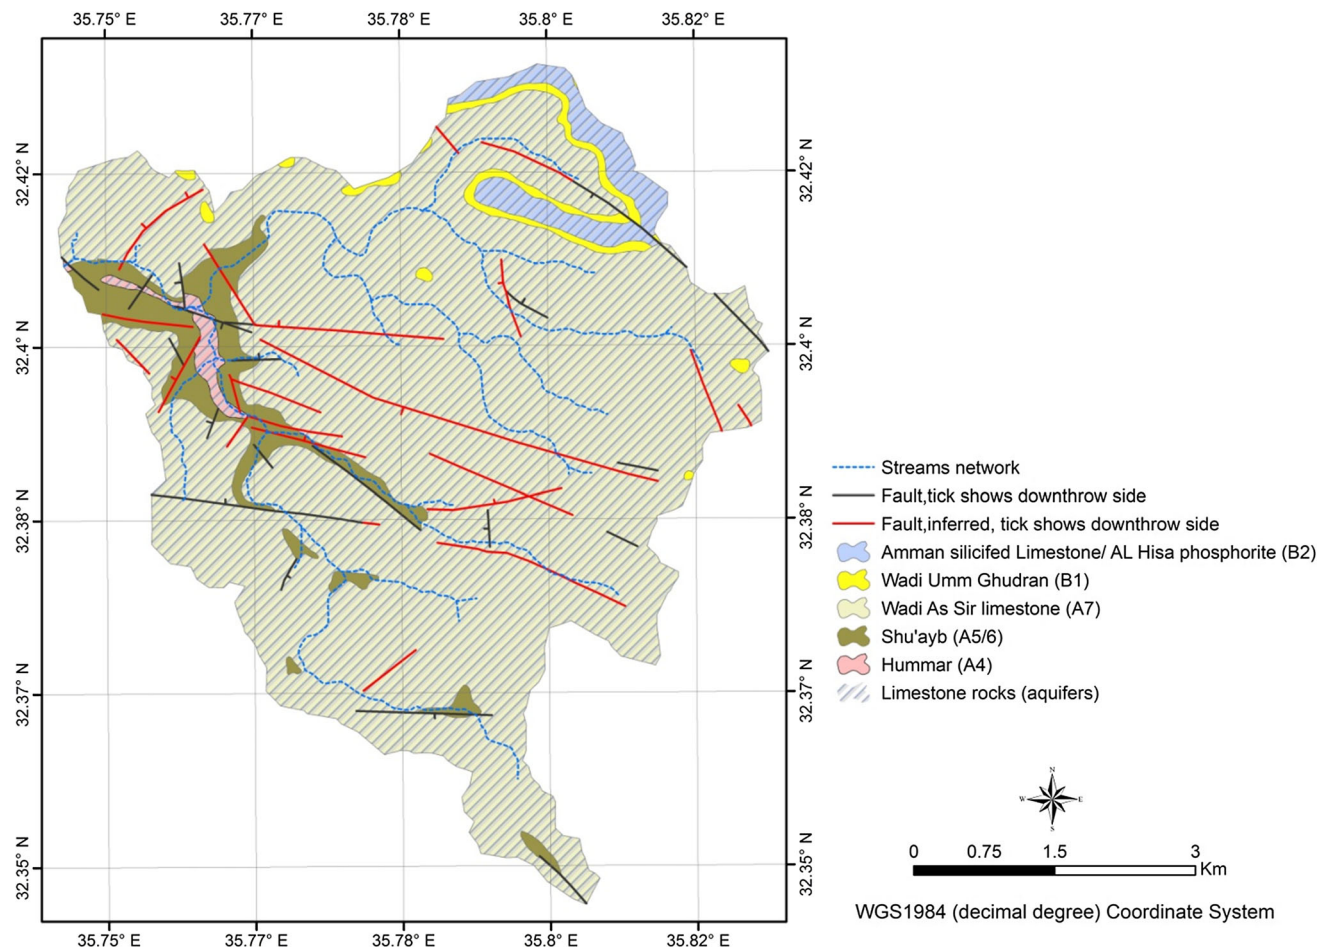 35.75° E 35.77° E 35.78° E 35.8° E 35.82° E
32.42° N 32.42° N
32.4° N 32.4° N
32.38° N 32.38° N
32.37° N 32.37° N
32.35° N 32.35° N
35.75° E 35.77° E 35.78° E 35.8° E 35.82° E
Streams network
Fault,tick shows downthrow side
Fault,inferred, tick shows downthrow side
Amman silicifed Limestone/ AL Hisa phosphorite (B2)
Wadi Umm Ghudran (B1)
Wadi As Sir limestone (A7)
Shu'ayb (A5/6)
Hummar (A4)
Limestone rocks (aquifers)
N
W E
S
0 0.75 1.5 3
Km
WGS1984 (decimal degree) Coordinate System